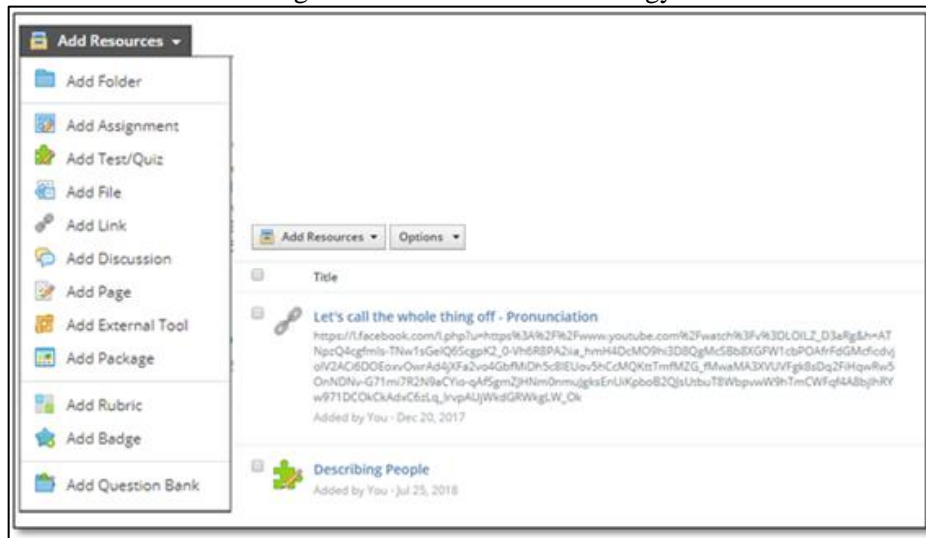 Add Resources
Add Folder
Add Assignment
Add Test/Quiz
Add File
Add Link
Add Discussion
Add Page
Add External Tool
Add Package
Add Rubric
Add Badge
Add Question Bank
Add Resources
Options
Title
Let's call the whole thing off - Pronunciation
Added by You - Dec 20, 2017
Describing People
Added by You - Jul 25, 2018